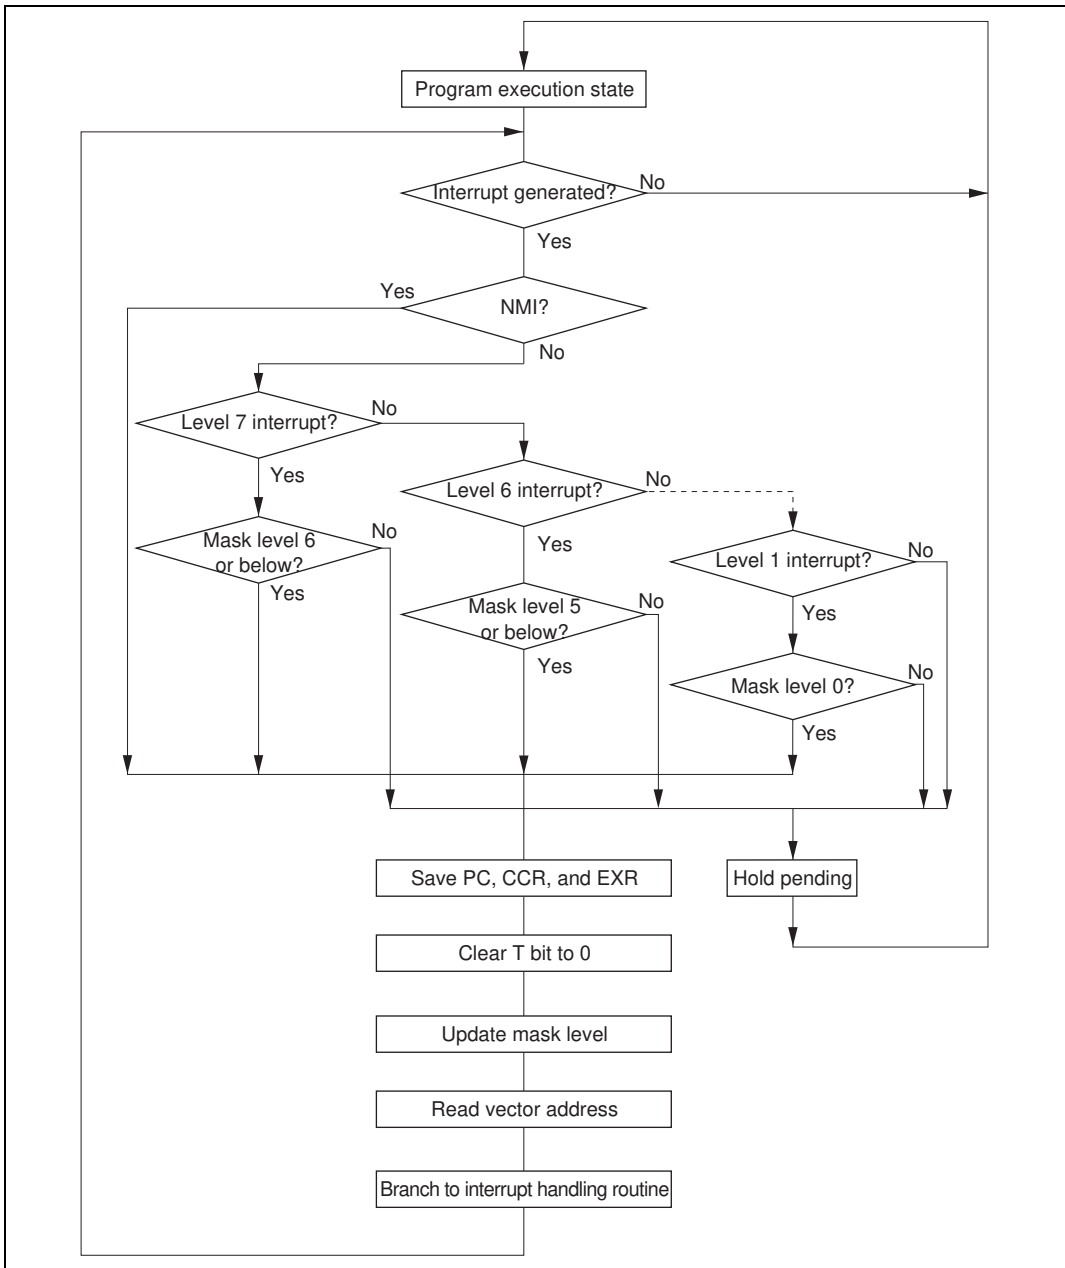 Program execution state
Interrupt generated?
No
Yes
Yes
NMI?
No
Level 7 interrupt?
No
Yes
Level 6 interrupt?
No
Mask level 6
or below?
No
Yes
Yes
Level 1 interrupt?
No
Mask level 5
or below?
No
Yes
Yes
Mask level 0?
No
Yes
Save PC, CCR, and EXR
Hold pending
Clear T bit to 0
Update mask level
Read vector address
Branch to interrupt handling routine